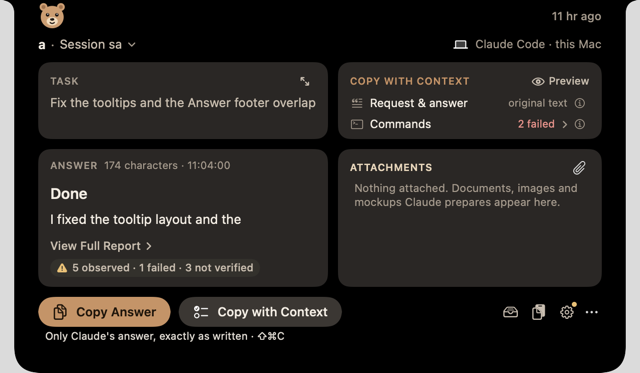 11 hr ago
a · Session sa
Claude Code · this Mac
TASK
Fix the tooltips and the Answer footer overlap
COPY WITH CONTEXT
Preview
Request & answer
original text
Commands
2 failed
ANSWER 174 characters · 11:04:00
Done
I fixed the tooltip layout and the
View Full Report
5 observed · 1 failed · 3 not verified
ATTACHMENTS
Nothing attached. Documents, images and
mockups Claude prepares appear here.
Copy Answer
Copy with Context
Only Claude's answer, exactly as written · ⇧⌘C